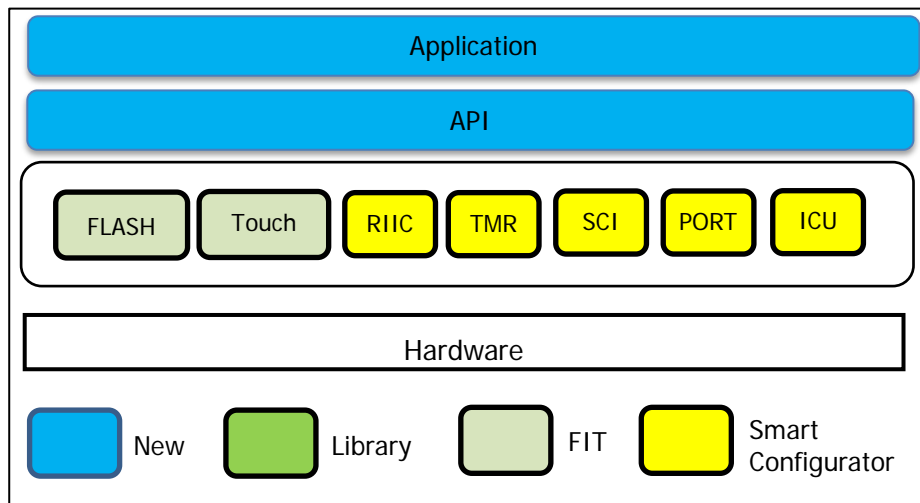 Application
API
FLASH Touch RIIC TMR SCI PORT ICU
Hardware
New
Library
FIT
Smart
Configurator